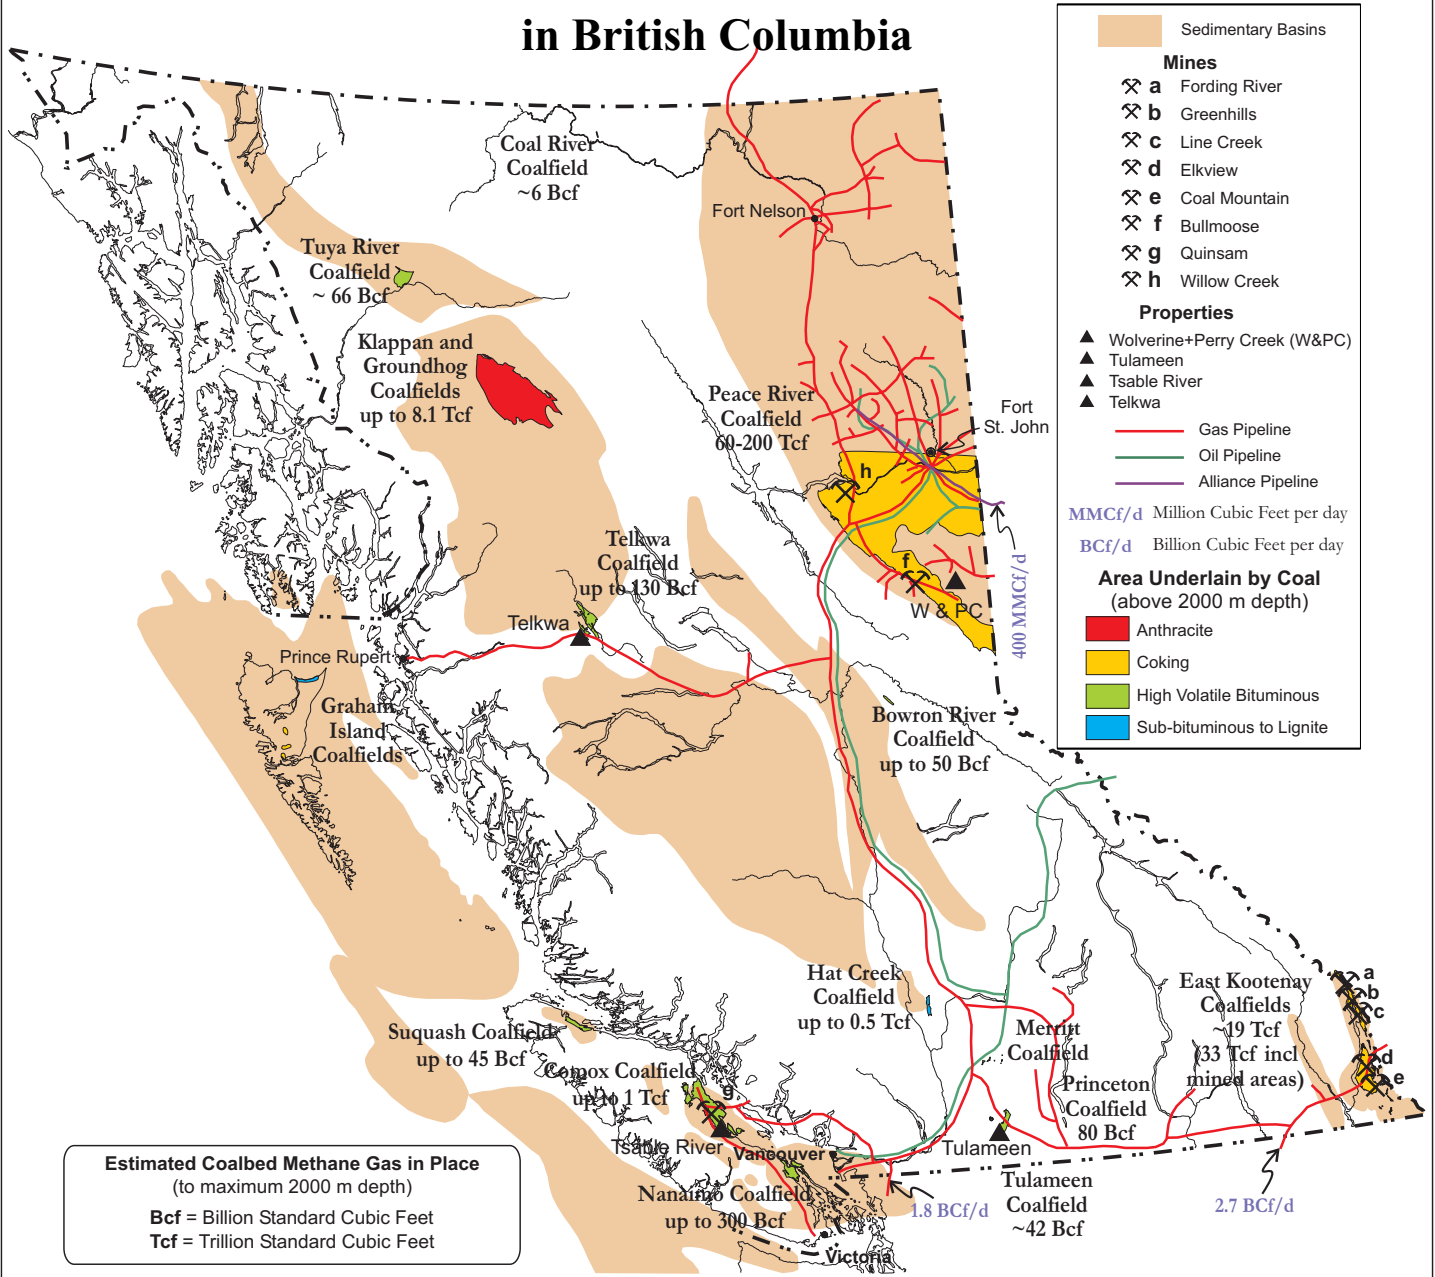 in British Columbia
Sedimentary Basins
Mines
a Fording River
b Greenhills
c Line Creek
d Elkview
e Coal Mountain
f Bullmoose
g Quinsam
h Willow Creek
Properties
Wolverine+Perry Creek (W&PC)
Tulameen
Tsable River
Telkwa
Gas Pipeline
Oil Pipeline
Alliance Pipeline
MMCf/d Million Cubic Feet per day
BCf/d Billion Cubic Feet per day
Area Underlain by Coal
(above 2000 m depth)
Anthracite
Coking
High Volatile Bituminous
Sub-bituminous to Lignite
Coal River
Coalfield
~6 Bcf
Fort Nelson
Tuya River
Coalfield
~ 66 Bcf
Klappan and
Groundhog
Coalfields
up to 8.1 Tcf
Peace River
Coalfield
60-200 Tcf
Fort
St. John
h
f
W & PC
400 MMCf/d
Telkwa
Coalfield
up to 130 Bcf
Telkwa
Prince Rupert
Graham
Island
Coalfields
Bowron River
Coalfield
up to 50 Bcf
Hat Creek
Coalfield
up to 0.5 Tcf
Merritt
Coalfield
East Kootenay
Coalfields
~19 Tcf
(33 Tcf incl
mined areas)
a
b
c
d
e
Suquash Coalfield
up to 45 Bcf
Comox Coalfield
up to 1 Tcf
g
Princeton
Coalfield
80 Bcf
Tsable River
Vancouver
Tulameen
Nanaimo Coalfield
up to 300 Bcf
Tulameen
Coalfield
~42 Bcf
1.8 BCf/d
2.7 BCf/d
Victoria
Estimated Coalbed Methane Gas in Place
(to maximum 2000 m depth)
Bcf = Billion Standard Cubic Feet
Tcf = Trillion Standard Cubic Feet